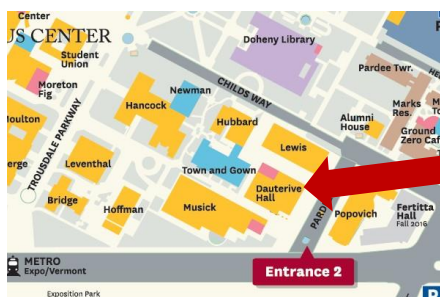 Center
US CENTER
Student
Union
Moreton
Fig
Moulton
Hancock
Newman
Hubbard
Doheny Library
CHILDS WAY
Pardee Twr.
Marks
Res.
Alumni
House
Ground
Zero Caf
TROUSDALE PARKWAY
Leventhal
Town and Gown
Lewis
Dauterive
Hall
Bridge
Hoffman
Musick
PARD
Popovich
Fertitta
Hall
Fall 2016
METRO
Expo/Vermont
Entrance 2
Exposition Park